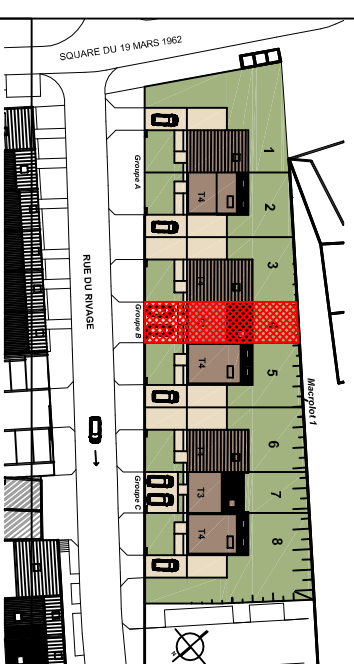 SQUARE DU 19 MARS 1962
1
Groupe A
T4
2
3
RUE DU RIVAGE
Groupe B
Macrolot 1
T4
5
6
7
T3
Groupe C
T4
8